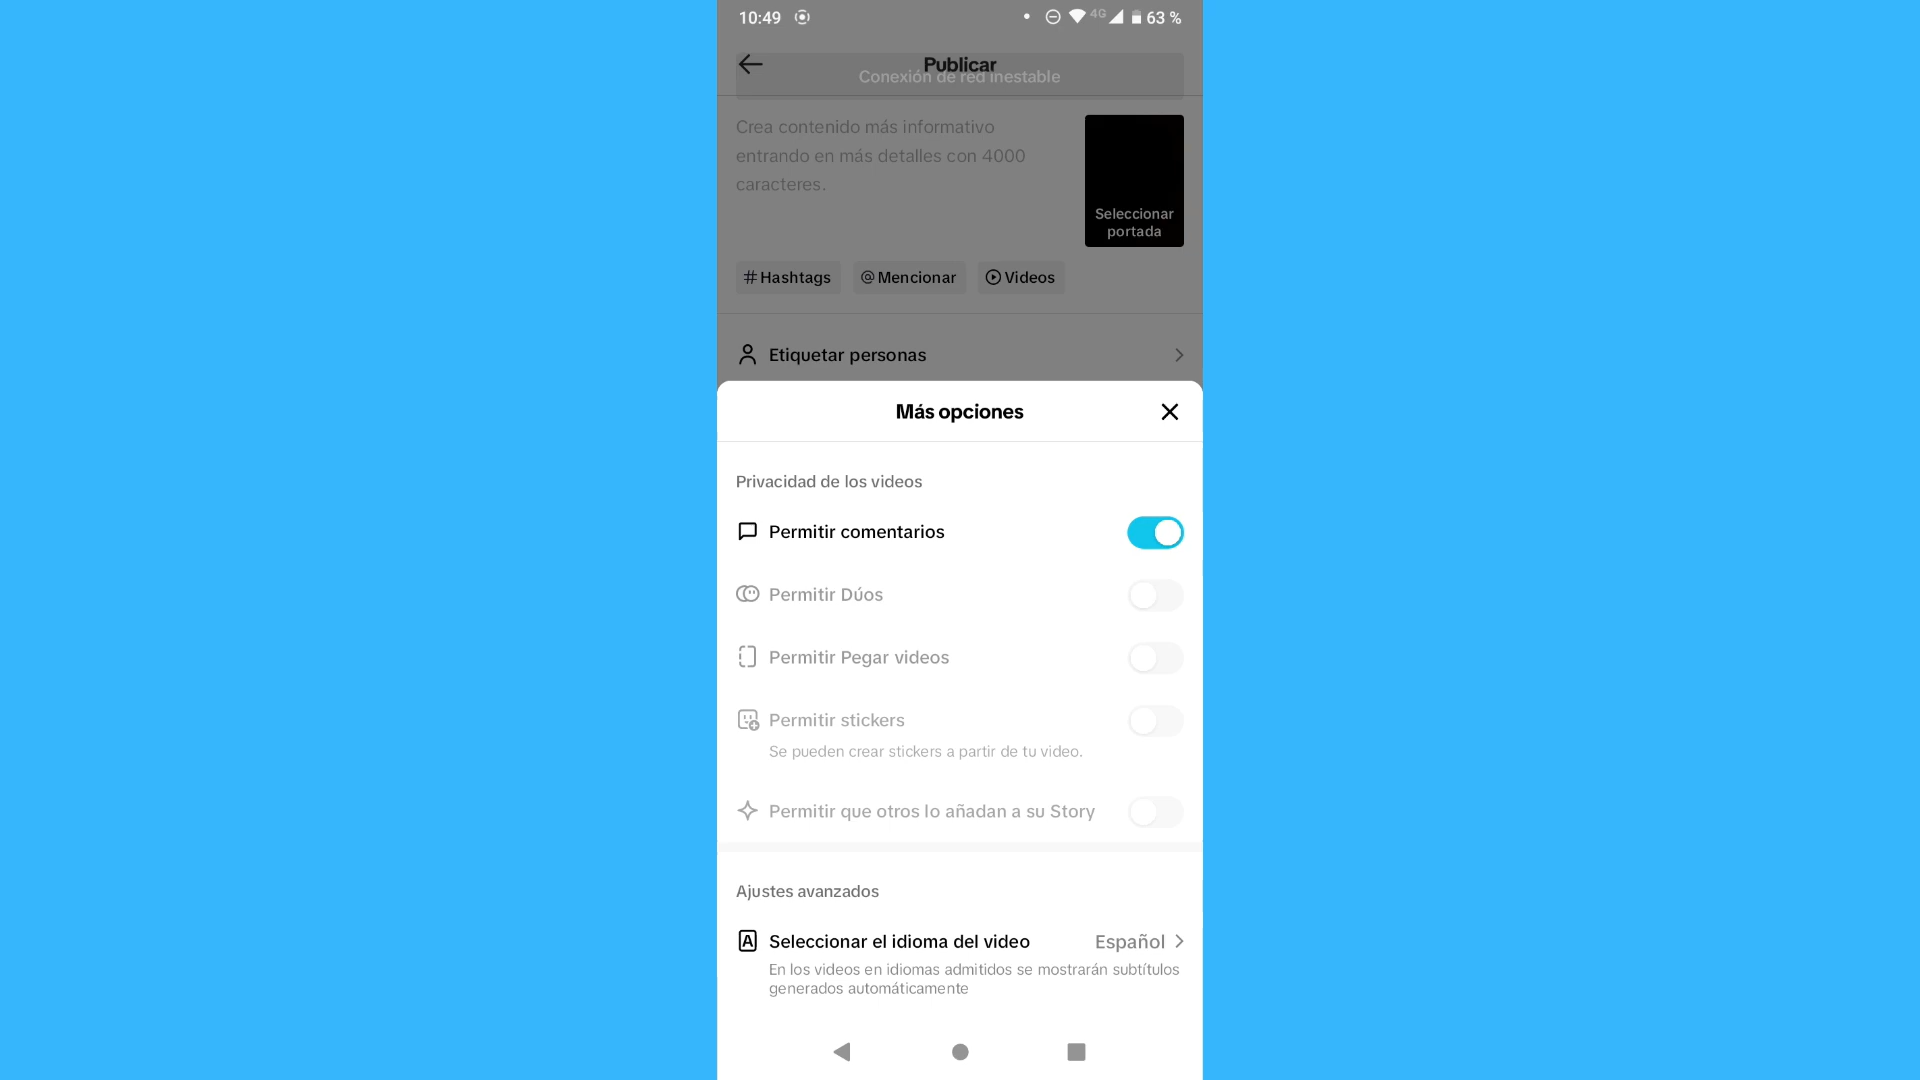 10:49
4G 63 %
Publicar
Conexión de red inestable
Crea contenido más informativo
entrando en más detalles con 4000
caracteres.
Seleccionar
portada
# Hashtags @ Mencionar Videos
Etiquetar personas
Más opciones
Privacidad de los videos
Permitir comentarios
Permitir Dúos
Permitir Pegar videos
Permitir stickers
Se pueden crear stickers a partir de tu video.
Permitir que otros lo añadan a su Story
Ajustes avanzados
A Seleccionar el idioma del video Español
En los videos en idiomas admitidos se mostrarán subtítulos
generados automáticamente